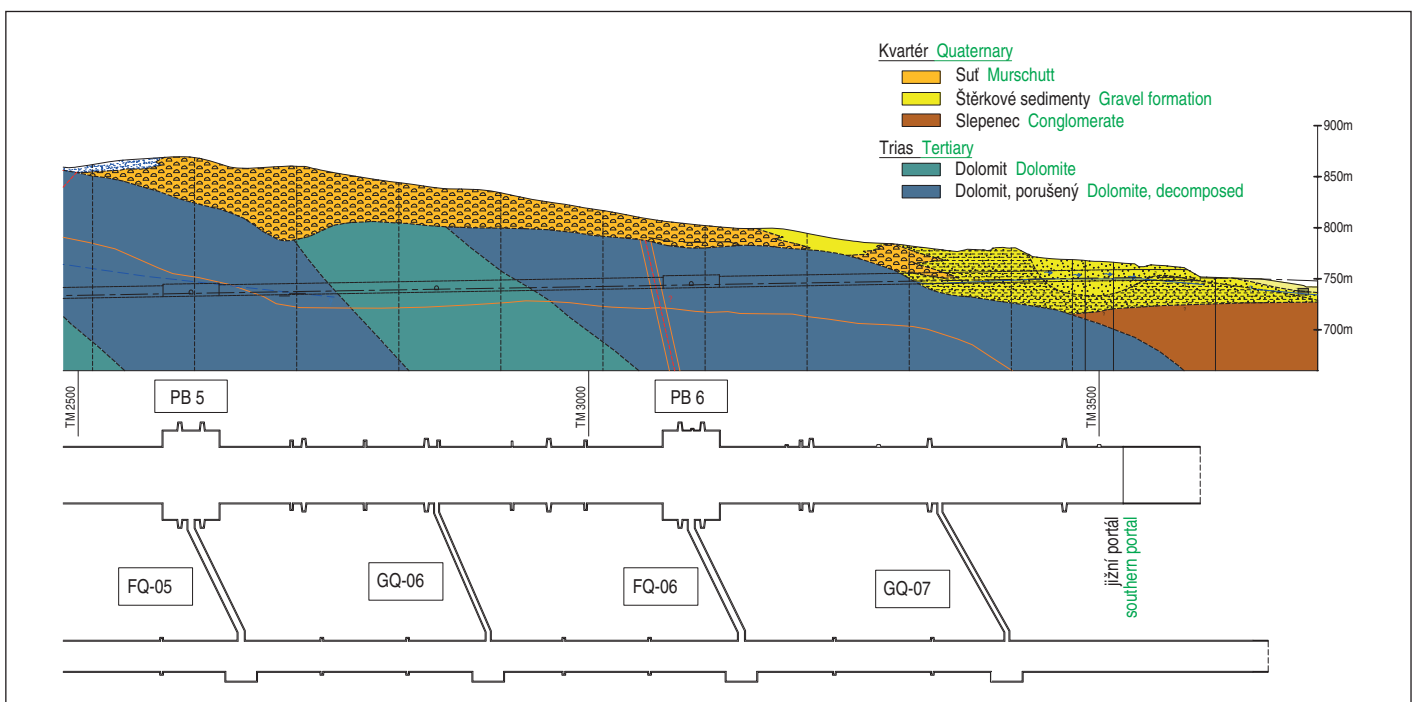 Kvartér Quaternary
Suť Murschutt
Štěrkové sedimenty Gravel formation
Slepenec Conglomerate
Trias Tertiary
Dolomit Dolomite
Dolomit, porušený Dolomite, decomposed
900m
850m
800m
750m
700m
TM 2500
PB 5
TM 3000
PB 6
TM 3500
FQ-05
GQ-06
FQ-06
GQ-07
jižní portál
southern portal